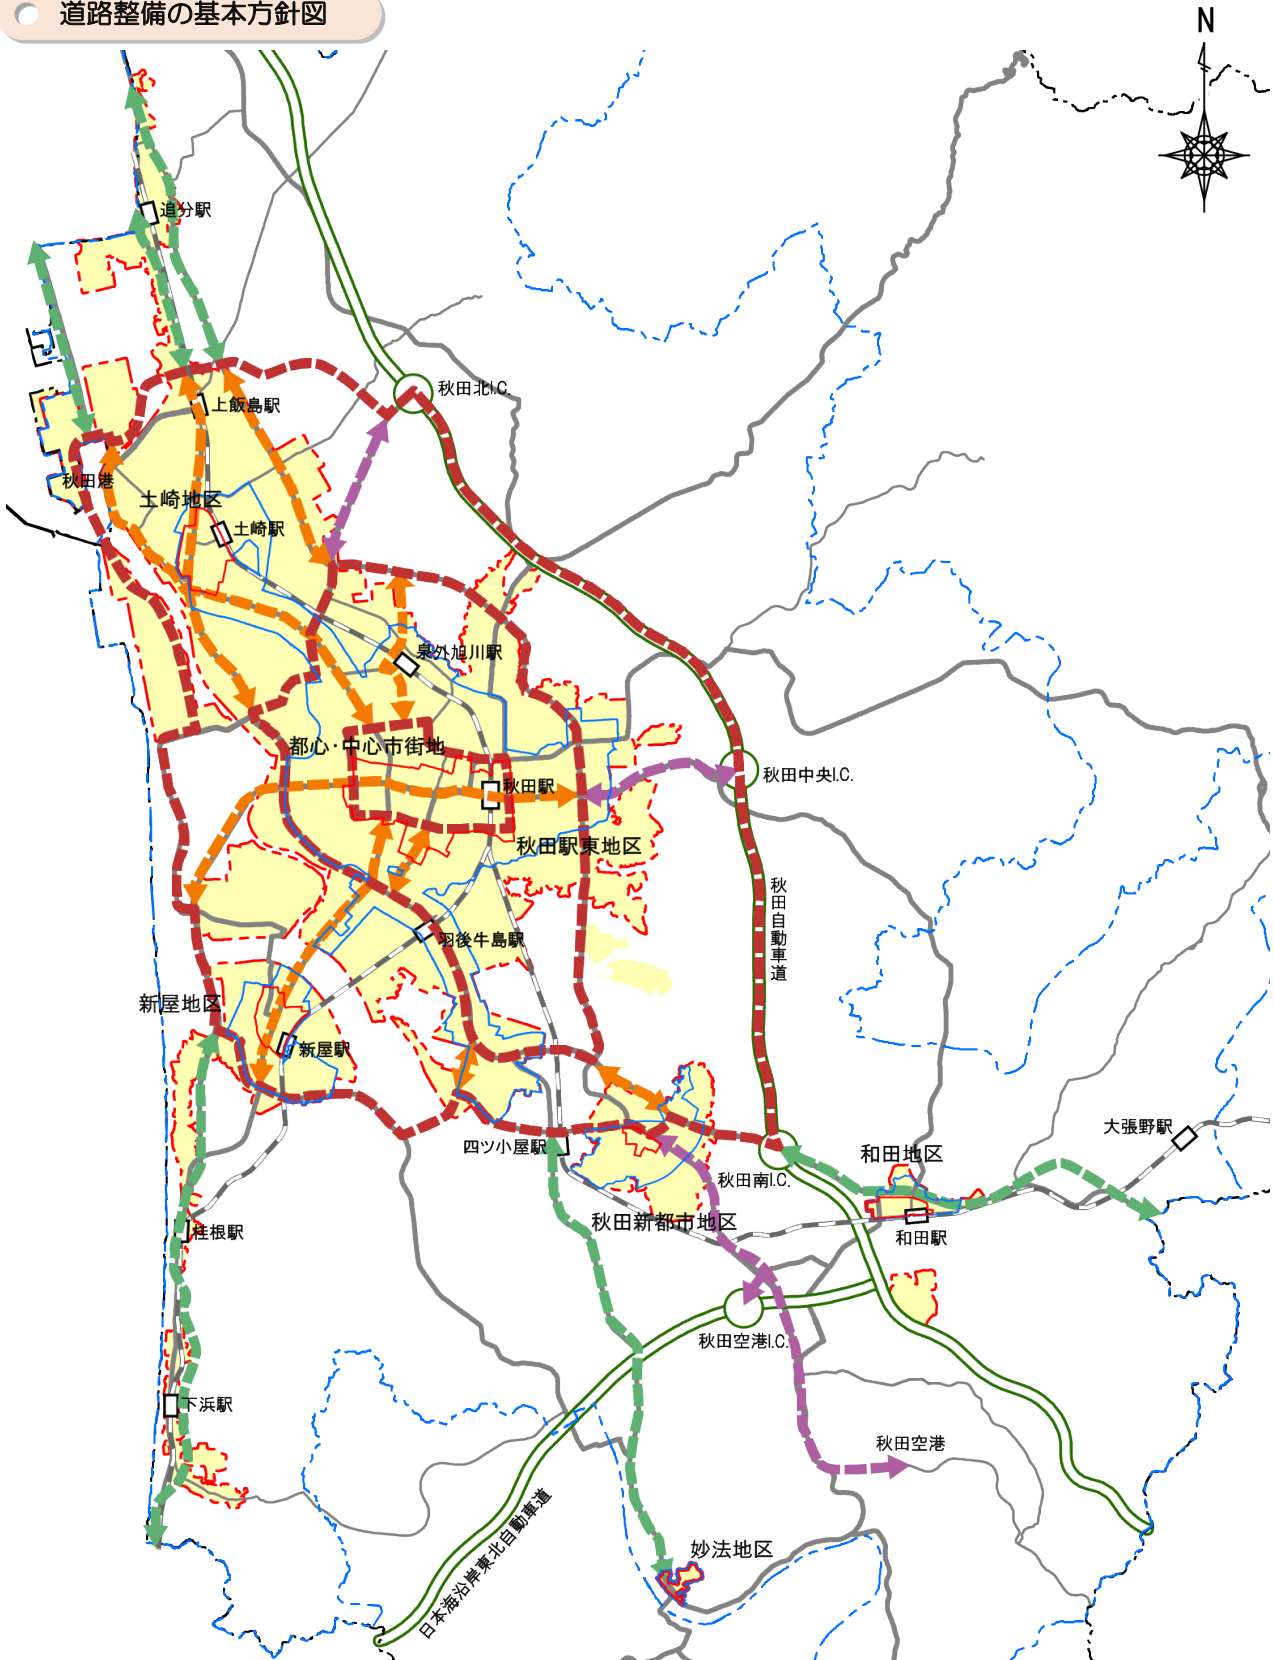 道路整備の基本方針図
N
追分駅
秋田北I.C.
上飯島駅
秋田港
土崎地区
土崎駅
泉外旭川駅
都心・中心市街地
秋田中央I.C.
秋田駅
秋田駅東地区
秋田自動車道
羽後牛島駅
新屋地区
新屋駅
大張野駅
四ツ小屋駅
和田地区
秋田南I.C.
秋田新都市地区
桂根駅
和田駅
秋田空港I.C.
下浜駅
秋田空港
日本海沿岸東北自動車道
妙法地区